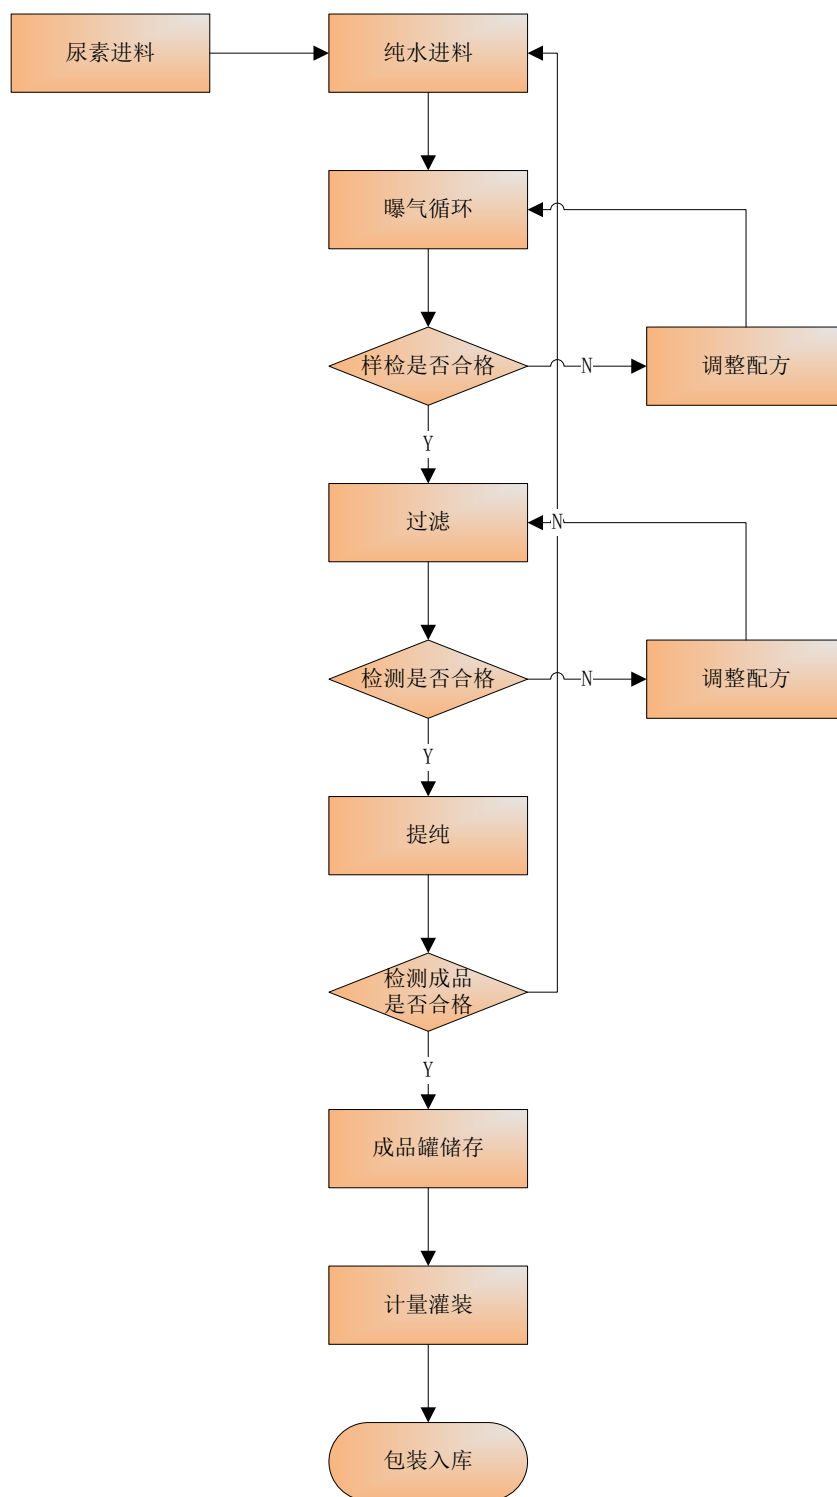 尿素进料
纯水进料
曝气循环
样检是否合格
N
调整配方
Y
过滤
N
检测是否合格
N
调整配方
Y
提纯
检测成品
是否合格
Y
成品罐储存
计量灌装
包装入库